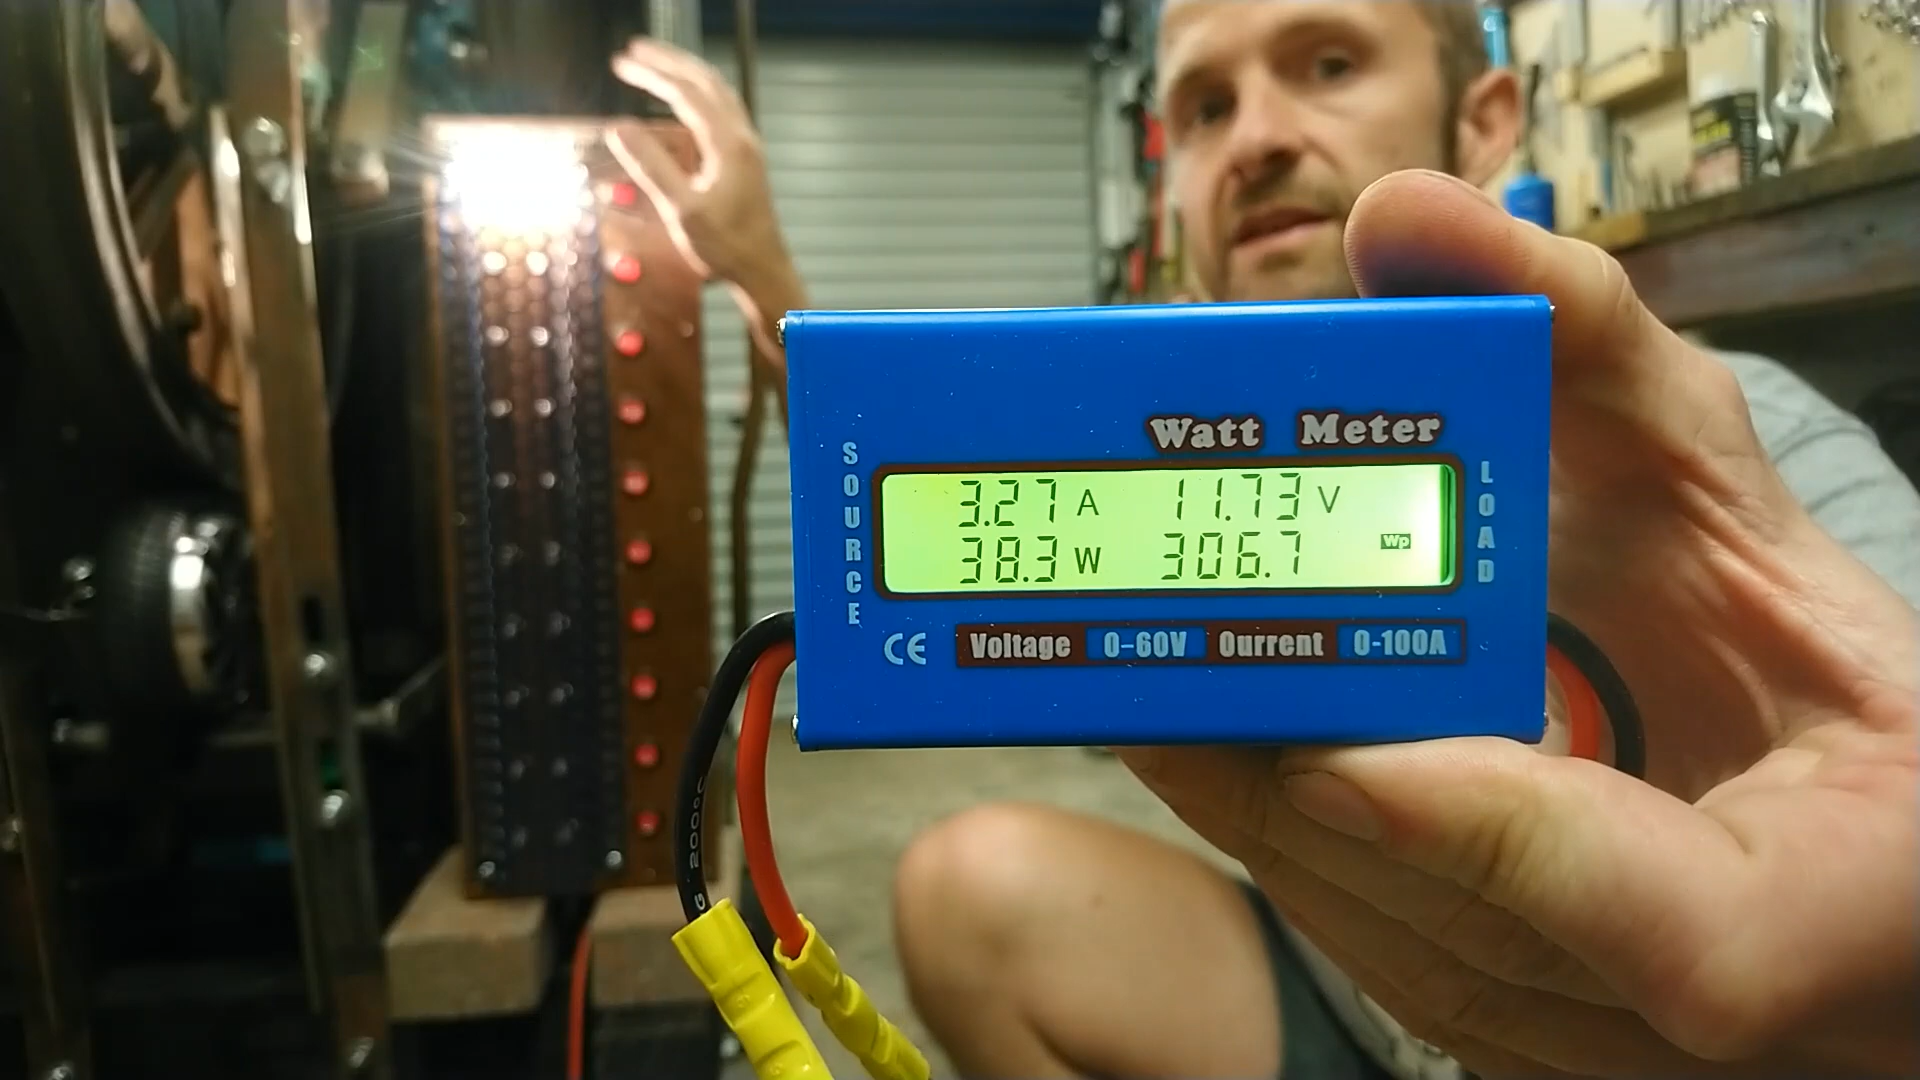 Watt Meter
SOURCE
3.27 A 11.73 V
38.3 W 306.7 Wp
LOAD
CE Voltage 0-60V Ourrent 0-100A
G 200°C